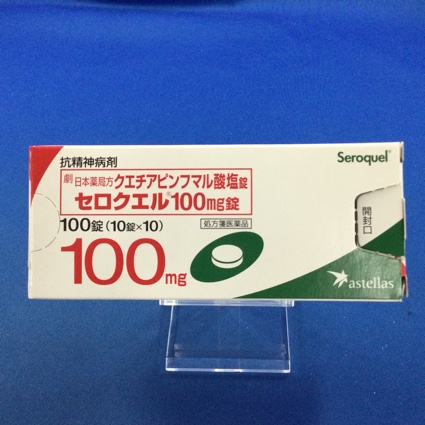 抗精神病剤
Seroquel®
劇 日本薬局方 クエチアピンフマル酸塩錠
セロクエル®100mg錠
100錠(10錠×10)
処方箋医薬品
開封口
100mg
astellas